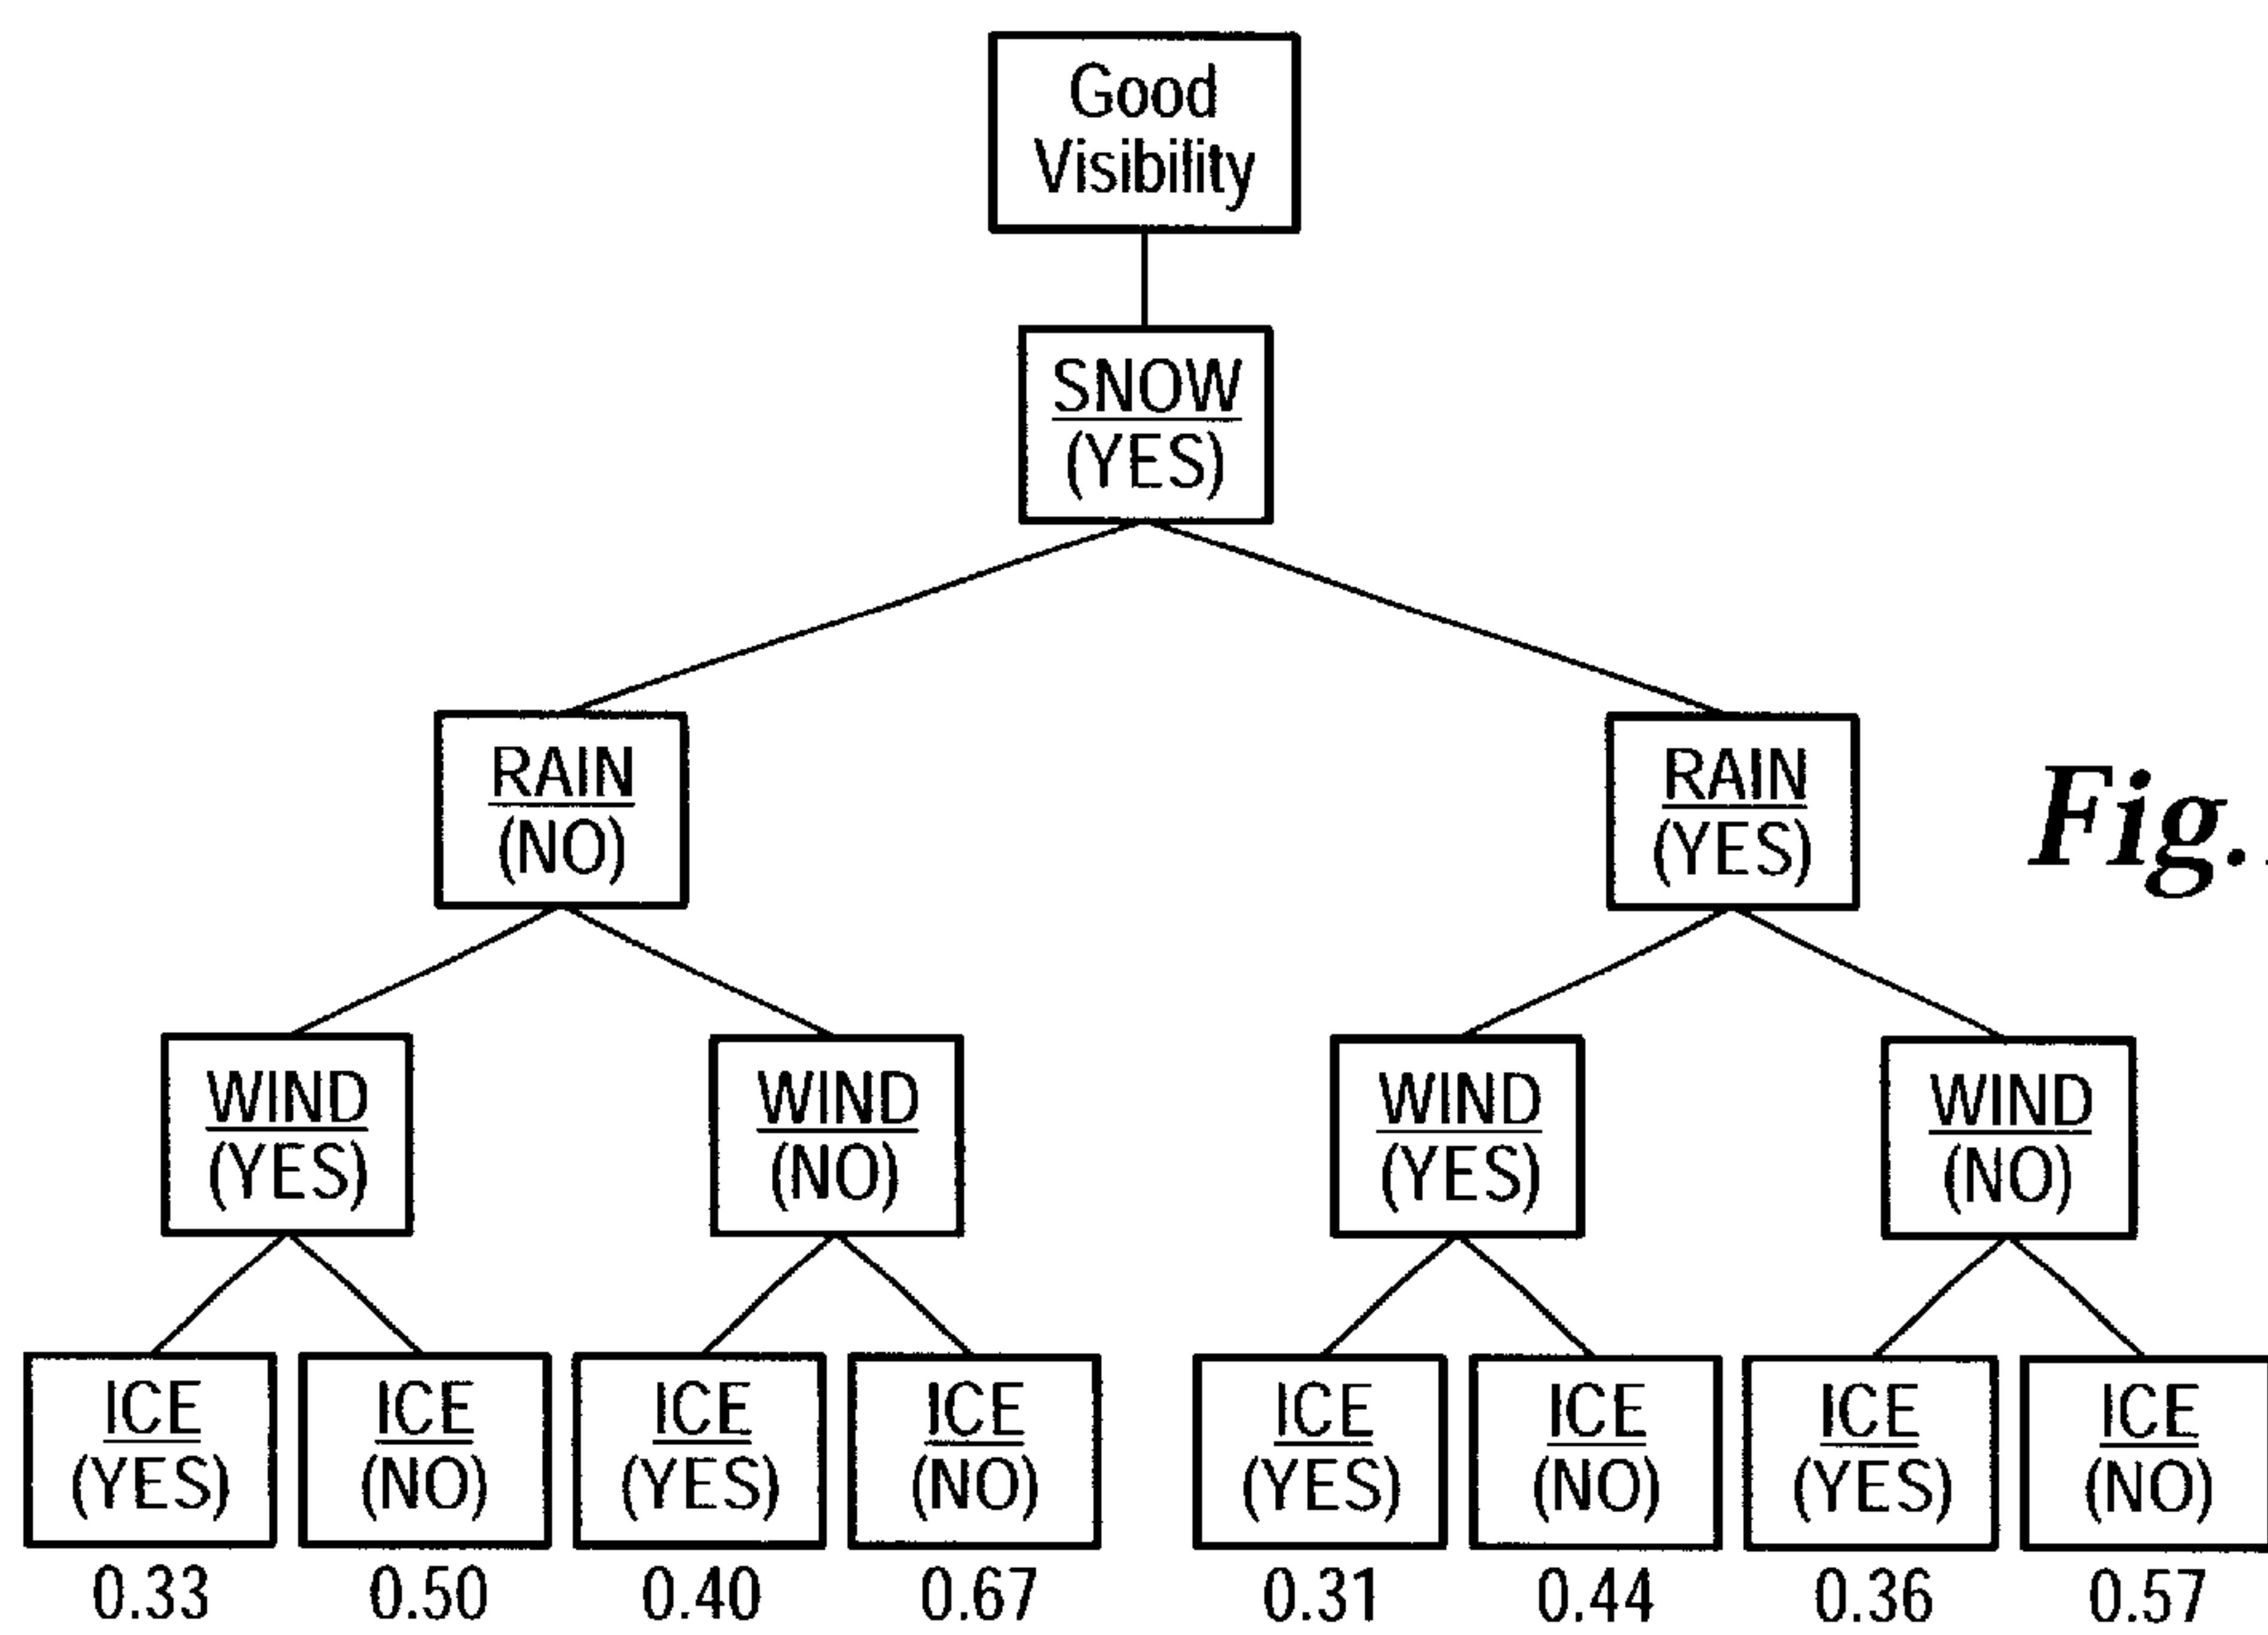 Good
Visibility
SNOW
(YES)
RAIN
(NO)
RAIN
(YES)
Fig.
WIND
(YES)
WIND
(NO)
WIND
(YES)
WIND
(NO)
ICE
(YES)
ICE
(NO)
ICE
(YES)
ICE
(NO)
ICE
(YES)
ICE
(NO)
ICE
(YES)
ICE
(NO)
0.33
0.50
0.40
0.67
0.31
0.44
0.36
0.57